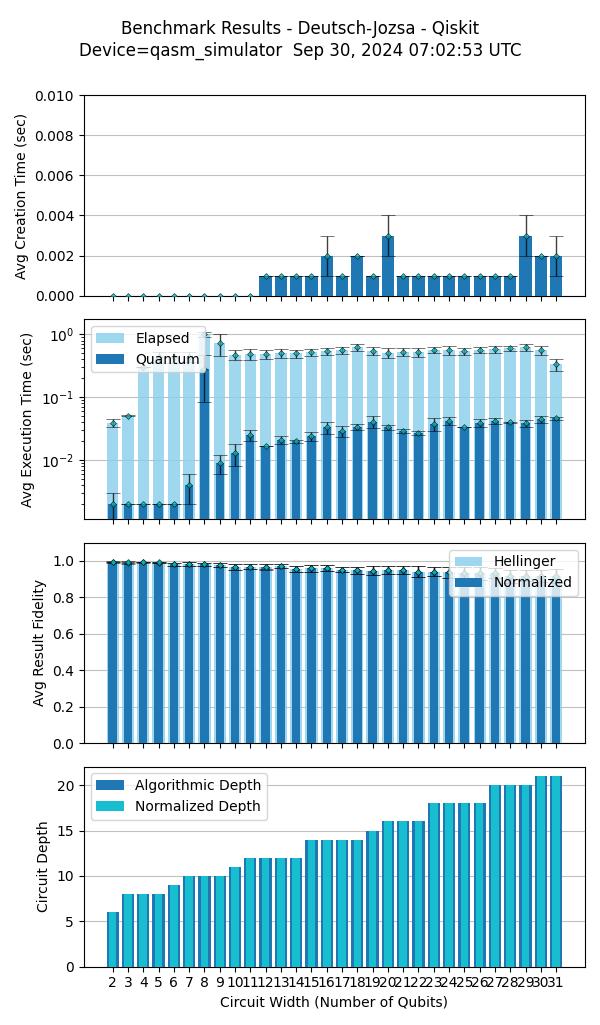 Benchmark Results - Deutsch-Jozsa - Qiskit
Device=qasm_simulator  Sep 30, 2024 07:02:53 UTC
Avg Creation Time (sec)
0.010
0.008
0.006
0.004
0.002
0.000
Avg Execution Time (sec)
10⁰
10⁻¹
10⁻²
Elapsed
Quantum
Avg Result Fidelity
1.0
0.8
0.6
0.4
0.2
0.0
Hellinger
Normalized
Circuit Depth
20
15
10
5
0
Algorithmic Depth
Normalized Depth
2 3 4 5 6 7 8 9 10 11 12 13 14 15 16 17 18 19 20 21 22 23 24 25 26 27 28 29 30 31
Circuit Width (Number of Qubits)